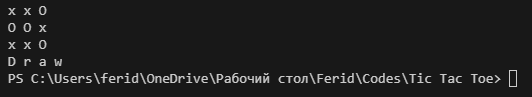 x x O
O O x
x x O
D r a w
PS C:\Users\ferid\OneDrive\Рабочий стол\Ferid\Codes\Tic Tac Toe>